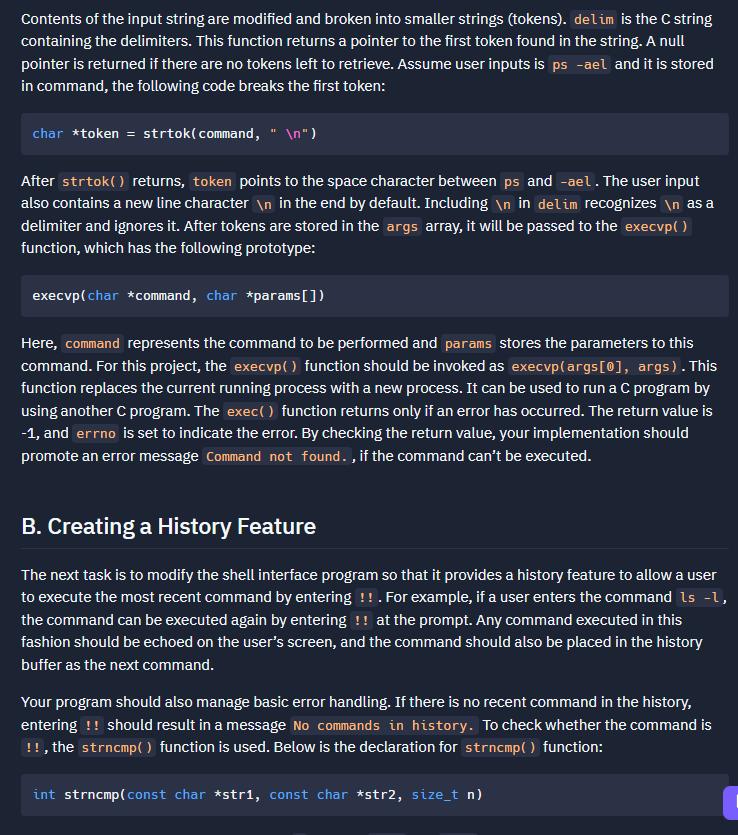 Contents of the input string are modified and broken into smaller strings (tokens). delim is the C string
containing the delimiters. This function returns a pointer to the first token found in the string. A null
pointer is returned if there are no tokens left to retrieve. Assume user inputs is ps -ael and it is stored
in command, the following code breaks the first token:
char *token = strtok(command, " \n")
After strtok() returns, token points to the space character between ps and -ael. The user input
also contains a new line character \n in the end by default. Including \n in delim recognizes \n as a
delimiter and ignores it. After tokens are stored in the args array, it will be passed to the execvp()
function, which has the following prototype:
execvp(char *command, char *params[])
Here, command represents the command to be performed and params stores the parameters to this
command. For this project, the execvp() function should be invoked as execvp(args[0], args). This
function replaces the current running process with a new process. It can be used to run a C program by
using another C program. The exec() function returns only if an error has occurred. The return value is
-1, and errno is set to indicate the error. By checking the return value, your implementation should
promote an error message Command not found., if the command can't be executed.
B. Creating a History Feature
The next task is to modify the shell interface program so that it provides a history feature to allow a user
to execute the most recent command by entering !!. For example, if a user enters the command ls -l,
the command can be executed again by entering !! at the prompt. Any command executed in this
fashion should be echoed on the user's screen, and the command should also be placed in the history
buffer as the next command.
Your program should also manage basic error handling. If there is no recent command in the history,
entering !! should result in a message No commands in history. To check whether the command is
!!, the strncmp() function is used. Below is the declaration for strncmp() function:
int strncmp(const char *str1, const char *str2, size_t n)